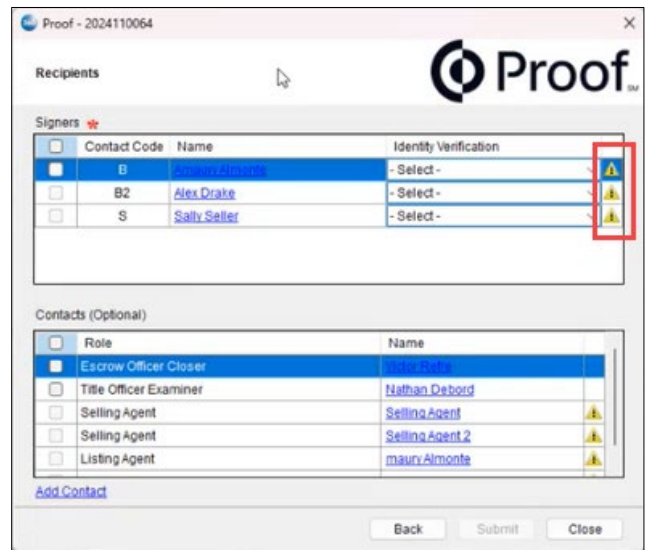 Proof - 2024110064
Recipients
Proof
SM
Signers *
Contact Code Name Identity Verification
B Amaury Almonte - Select -
B2 Alex Drake - Select -
S Sally Seller - Select -
Contacts (Optional)
Role Name
Escrow Officer Closer
Title Officer Examiner Nathan Debord
Selling Agent Selling Agent
Selling Agent Selling Agent 2
Listing Agent maury Almonte
Add Contact
Back Submit Close